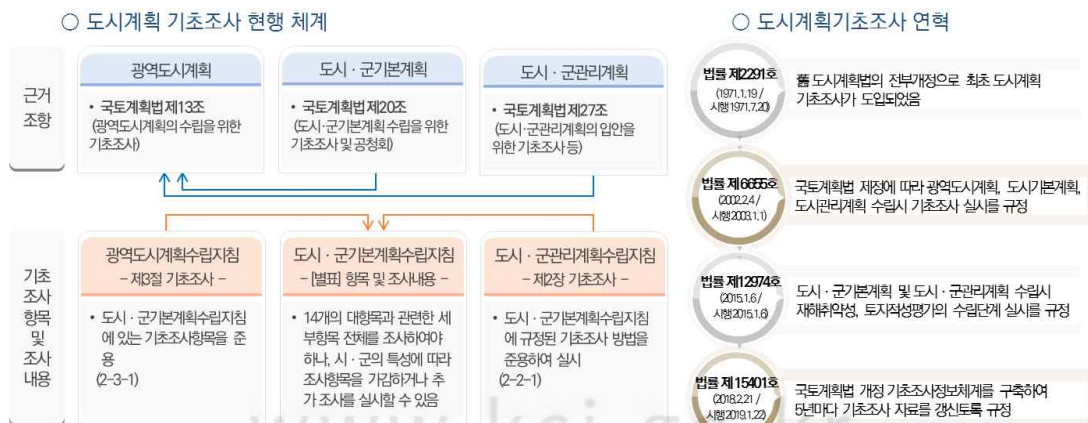 ○ 도시계획 기초조사 현행 체계
근거
조항
광역도시계획
• 국토계획법 제13조
(광역도시계획의 수립을 위한
기초조사)
도시 · 군기본계획
• 국토계획법 제20조
(도시·군기본계획 수립을 위한
기초조사 및 공청회)
도시 · 군관리계획
• 국토계획법 제27조
(도시·군관리계획의 입안을
위한 기초조사 등)
기초
조사
항목
및
조사
내용
광역도시계획수립지침
- 제3절 기초조사 -
• 도시 · 군기본계획수립지침
에 있는 기초조사항목을 준
용
(2-3-1)
도시 · 군기본계획수립지침
- [별표] 항목 및 조사내용 -
• 14개의 대항목과 관련한 세
부항목 전체를 조사하여야
하나, 시 · 군의 특성에 따라
조사항목을 가감하거나 추
가 조사를 실시할 수 있음
도시 · 군관리계획수립지침
- 제2장 기초조사 -
• 도시 · 군기본계획수립지침
에 규정된 기초조사 방법을
준용하여 실시
(2-2-1)
○ 도시계획기초조사 연혁
법률 제2291호
(1971.1.19 /
시행 1971.7.20)
舊 도시계획법의 전부개정으로 최초 도시계획
기초조사가 도입되었음
법률 제6655호
(2002.2.4 /
시행 2003.1.1)
국토계획법 제정에 따라 광역도시계획, 도시기본계획,
도시관리계획 수립시 기초조사 실시를 규정
법률 제12974호
(2015.1.6 /
시행 2015.1.6)
도시 · 군기본계획 및 도시 · 군관리계획 수립시
재해취약성, 토지적성평가의 수립단계 실시를 규정
법률 제15401호
(2018.2.21 /
시행 2019.1.22)
국토계획법 개정 기초조사정보체계를 구축하여
5년마다 기초조사 자료를 갱신토록 규정